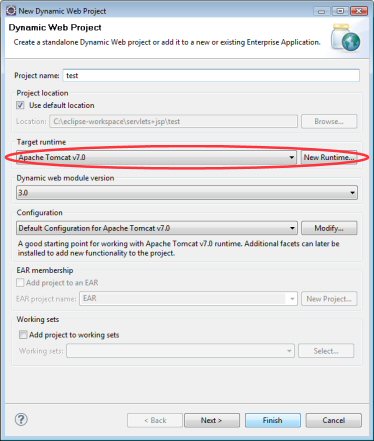 New Dynamic Web Project
Dynamic Web Project
Create a standalone Dynamic Web project or add it to a new or existing Enterprise Application.
Project name: test
Project location
Use default location
Location: C:\eclipse-workspace\servlets+jsp\test Browse...
Target runtime
Apache Tomcat v7.0 New Runtime...
Dynamic web module version
3.0
Configuration
Default Configuration for Apache Tomcat v7.0 Modify...
A good starting point for working with Apache Tomcat v7.0 runtime. Additional facets can later be
installed to add new functionality to the project.
EAR membership
Add project to an EAR
EAR project name: EAR New Project...
Working sets
Add project to working sets
Working sets: Select...
? < Back Next > Finish Cancel